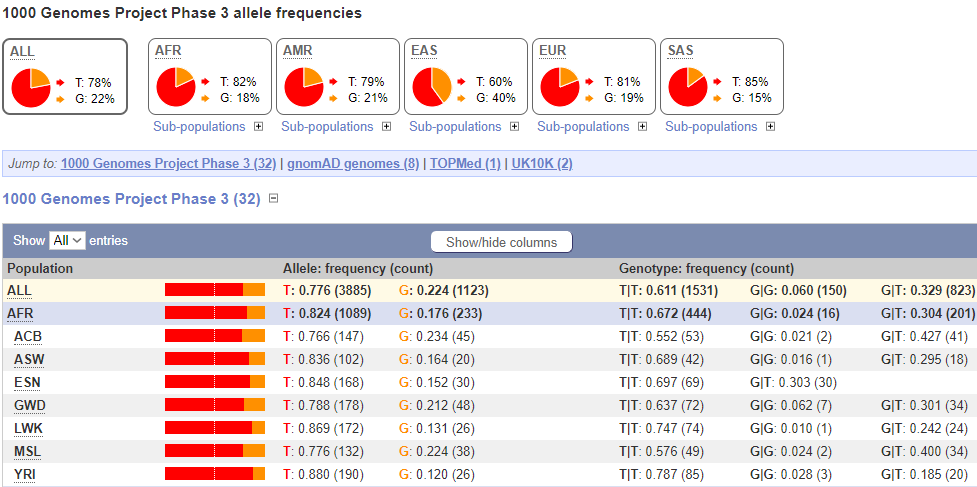 1000 Genomes Project Phase 3 allele frequencies
ALL AFR AMR EAS EUR SAS
T: 78% T: 82% T: 79% T: 60% T: 81% T: 85%
G: 22% G: 18% G: 21% G: 40% G: 19% G: 15%
Sub-populations Sub-populations Sub-populations Sub-populations Sub-populations
Jump to: 1000 Genomes Project Phase 3 (32) | gnomAD genomes (8) | TOPMed (1) | UK10K (2)
1000 Genomes Project Phase 3 (32)
Show All entries Show/hide columns
Population Allele: frequency (count) Genotype: frequency (count)
ALL T: 0.776 (3885) G: 0.224 (1123) T|T: 0.611 (1531) G|G: 0.060 (150) G|T: 0.329 (823)
AFR T: 0.824 (1089) G: 0.176 (233) T|T: 0.672 (444) G|G: 0.024 (16) G|T: 0.304 (201)
ACB T: 0.766 (147) G: 0.234 (45) T|T: 0.552 (53) G|G: 0.021 (2) G|T: 0.427 (41)
ASW T: 0.836 (102) G: 0.164 (20) T|T: 0.689 (42) G|G: 0.016 (1) G|T: 0.295 (18)
ESN T: 0.848 (168) G: 0.152 (30) T|T: 0.697 (69) G|T: 0.303 (30)
GWD T: 0.788 (178) G: 0.212 (48) T|T: 0.637 (72) G|G: 0.062 (7) G|T: 0.301 (34)
LWK T: 0.869 (172) G: 0.131 (26) T|T: 0.747 (74) G|G: 0.010 (1) G|T: 0.242 (24)
MSL T: 0.776 (132) G: 0.224 (38) T|T: 0.576 (49) G|G: 0.024 (2) G|T: 0.400 (34)
YRI T: 0.880 (190) G: 0.120 (26) T|T: 0.787 (85) G|G: 0.028 (3) G|T: 0.185 (20)